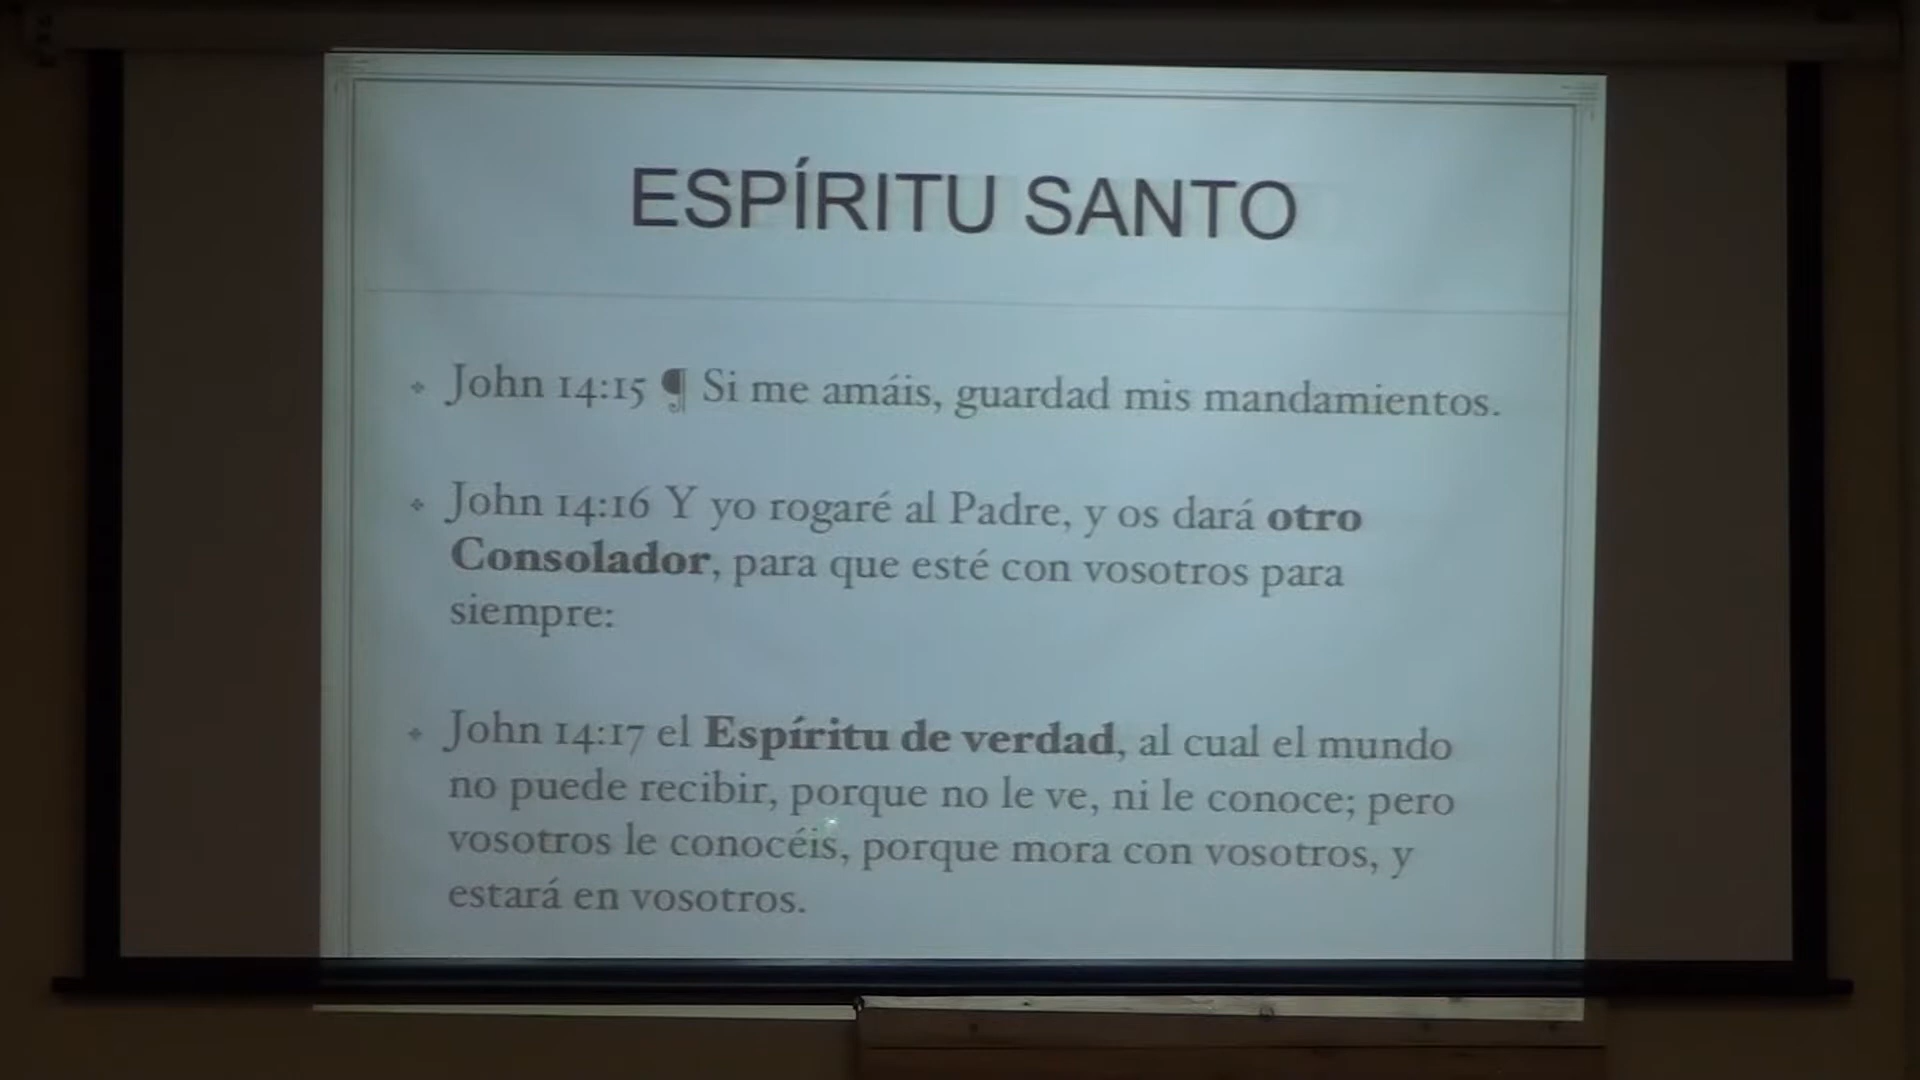 ESPÍRITU SANTO
John 14:15 ¶ Si me amáis, guardad mis mandamientos.
John 14:16 Y yo rogaré al Padre, y os dará otro
Consolador, para que esté con vosotros para
siempre:
John 14:17 el Espíritu de verdad, al cual el mundo
no puede recibir, porque no le ve, ni le conoce; pero
vosotros le conocéis, porque mora con vosotros, y
estará en vosotros.